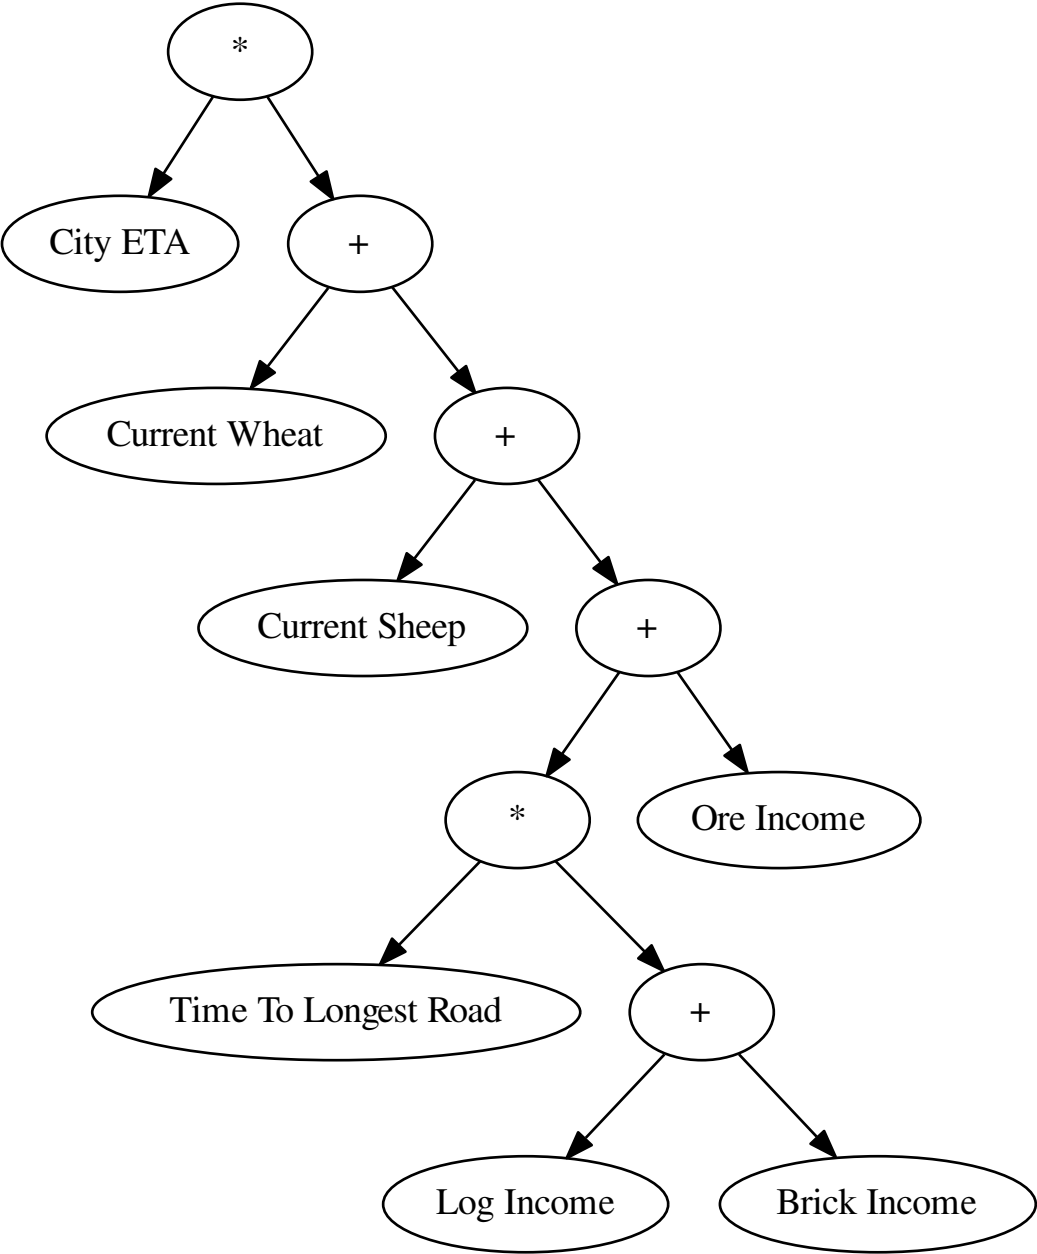 *
City ETA
+
Current Wheat
+
Current Sheep
+
*
Ore Income
Time To Longest Road
+
Log Income
Brick Income